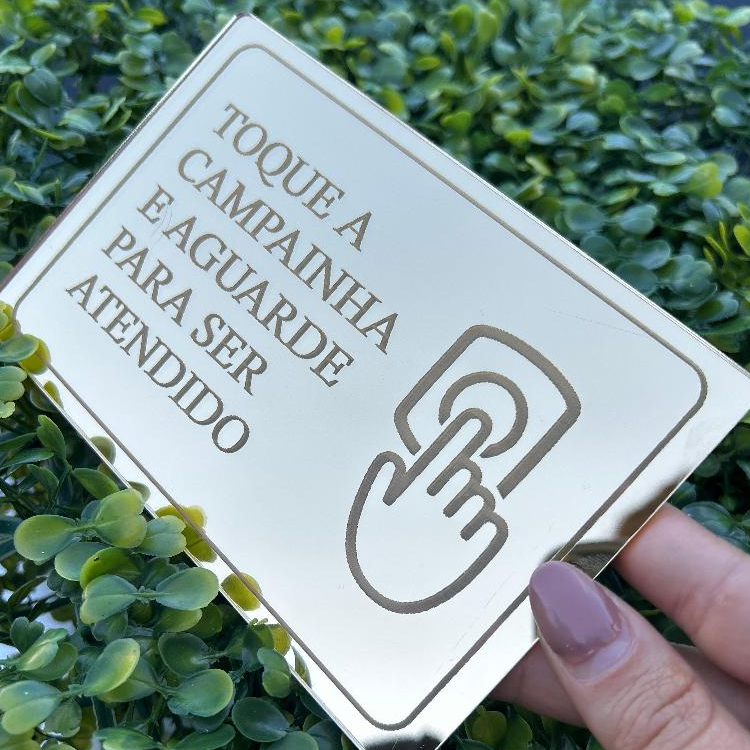 TOQUE A
CAMPAINHA
E AGUARDE
PARA SER
ATENDIDO